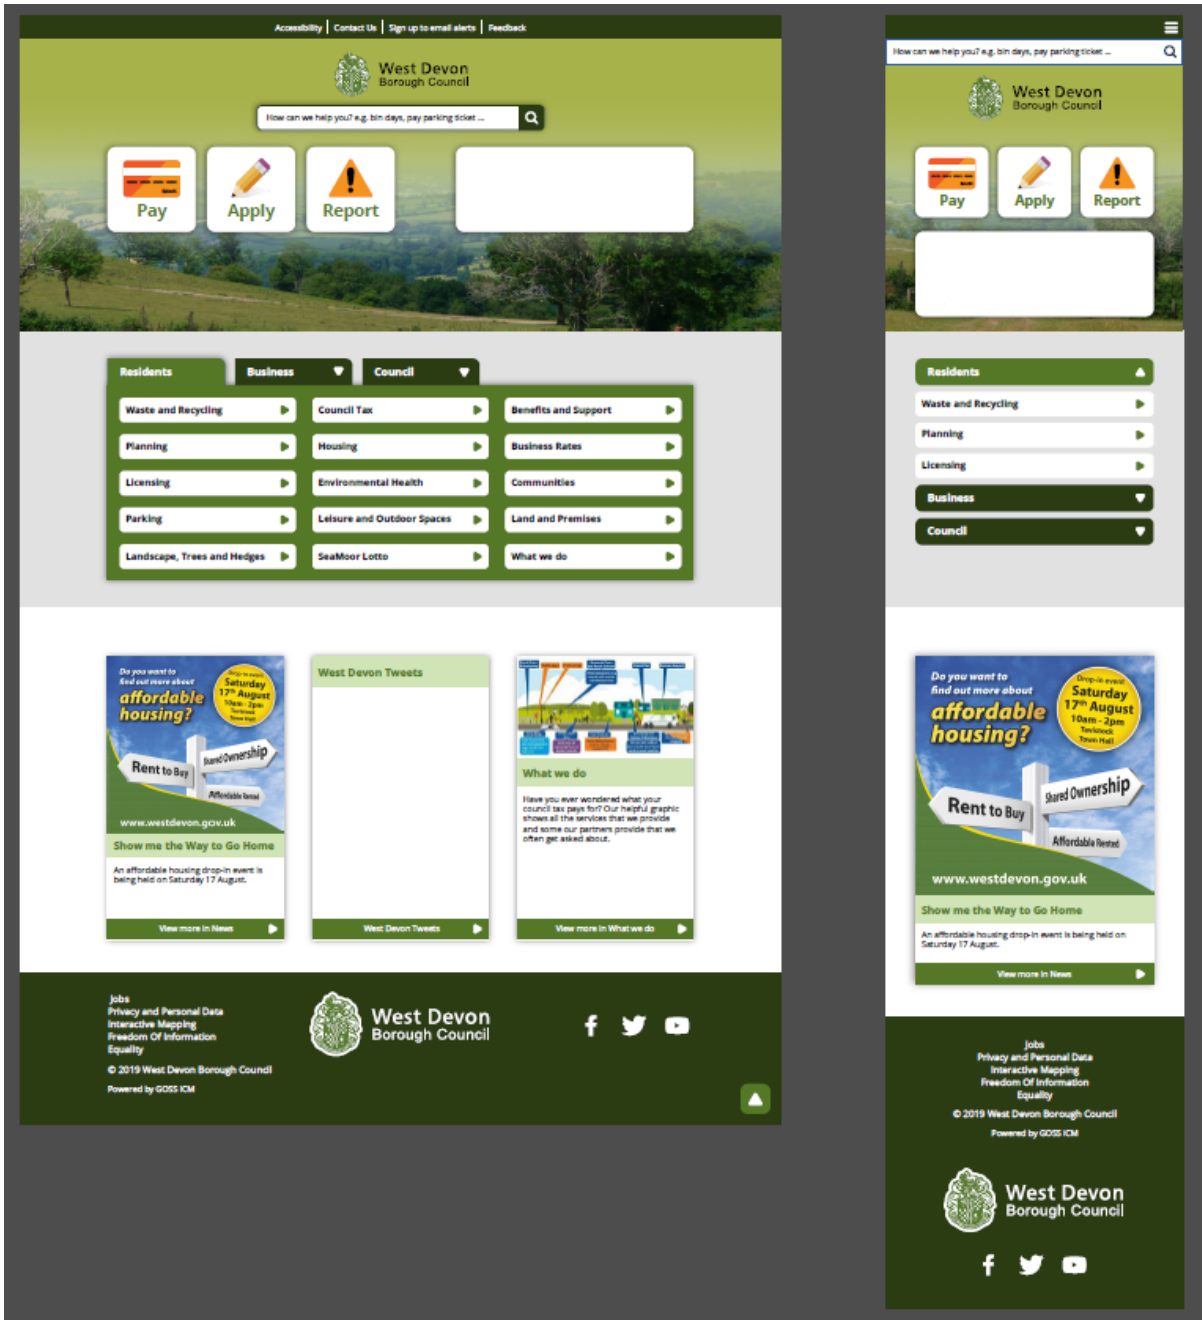 Accessibility | Contact Us | Sign up to email alerts | Feedback
West Devon
Borough Council
How can we help you? e.g. bin days, pay parking ticket ...
Pay
Apply
Report
Residents
Business
Council
Waste and Recycling
Council Tax
Benefits and Support
Planning
Housing
Business Rates
Licensing
Environmental Health
Communities
Parking
Leisure and Outdoor Spaces
Land and Premises
Landscape, Trees and Hedges
SeaMoor Lotto
What we do
Do you want to
find out more about
affordable
housing?
Drop-in event
Saturday
17th August
10am - 2pm
Tavistock
Town Hall
Rent to Buy
Shared Ownership
Affordable Rented
www.westdevon.gov.uk
Show me the Way to Go Home
An affordable housing drop-in event is
being held on Saturday 17 August.
View more in News
West Devon Tweets
West Devon Tweets
What we do
Have you ever wondered what your
council tax pays for? Our helpful graphic
shows all the services that we provide
and some our partners provide that we
often get asked about.
View more in What we do
Jobs
Privacy and Personal Data
Interactive Mapping
Freedom Of Information
Equality
© 2019 West Devon Borough Council
Powered by GOSS iCM
West Devon
Borough Council
How can we help you? e.g. bin days, pay parking ticket ...
West Devon
Borough Council
Pay
Apply
Report
Residents
Waste and Recycling
Planning
Licensing
Business
Council
Do you want to
find out more about
affordable
housing?
Drop-in event
Saturday
17th August
10am - 2pm
Tavistock
Town Hall
Rent to Buy
Shared Ownership
Affordable Rented
www.westdevon.gov.uk
Show me the Way to Go Home
An affordable housing drop-in event is being held on
Saturday 17 August.
View more in News
Jobs
Privacy and Personal Data
Interactive Mapping
Freedom Of Information
Equality
© 2019 West Devon Borough Council
Powered by GOSS iCM
West Devon
Borough Council